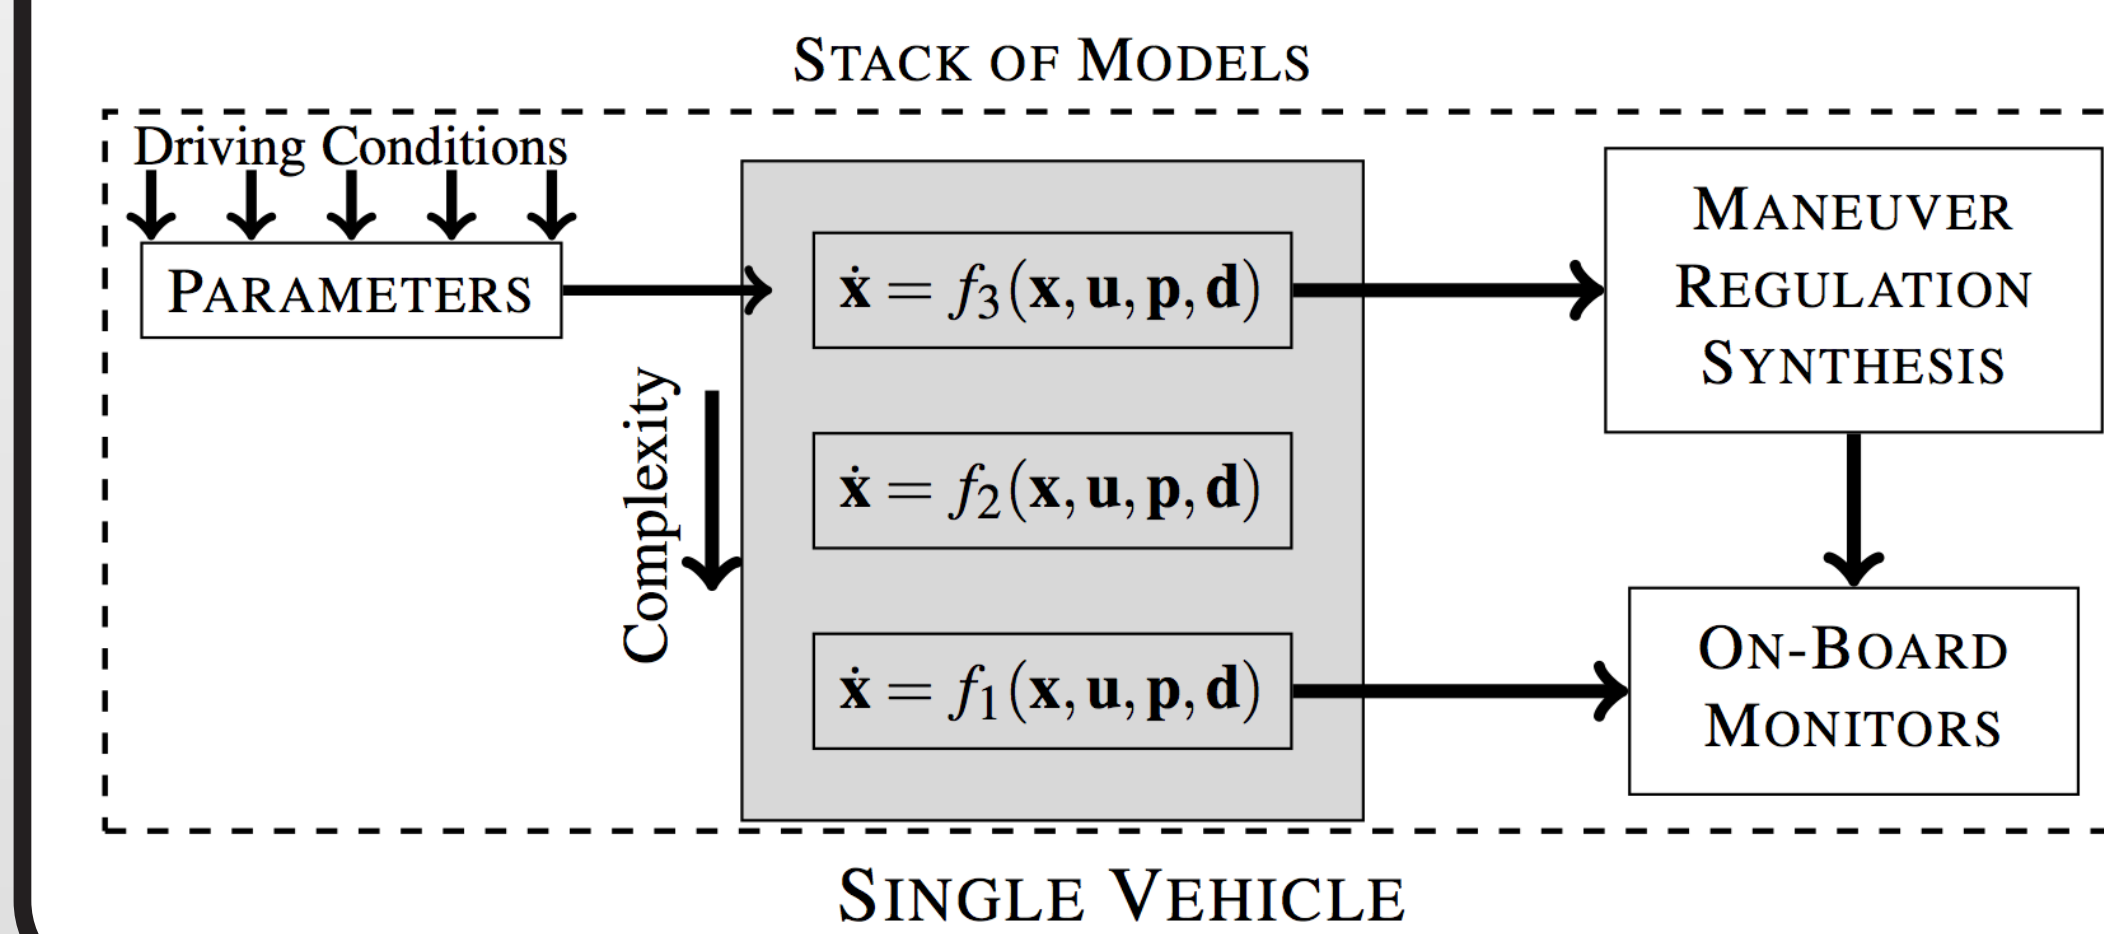 STACK OF MODELS
Driving Conditions
PARAMETERS
Complexity
ẋ = f₃(x, u, p, d)
ẋ = f₂(x, u, p, d)
ẋ = f₁(x, u, p, d)
MANEUVER
REGULATION
SYNTHESIS
ON-BOARD
MONITORS
SINGLE VEHICLE